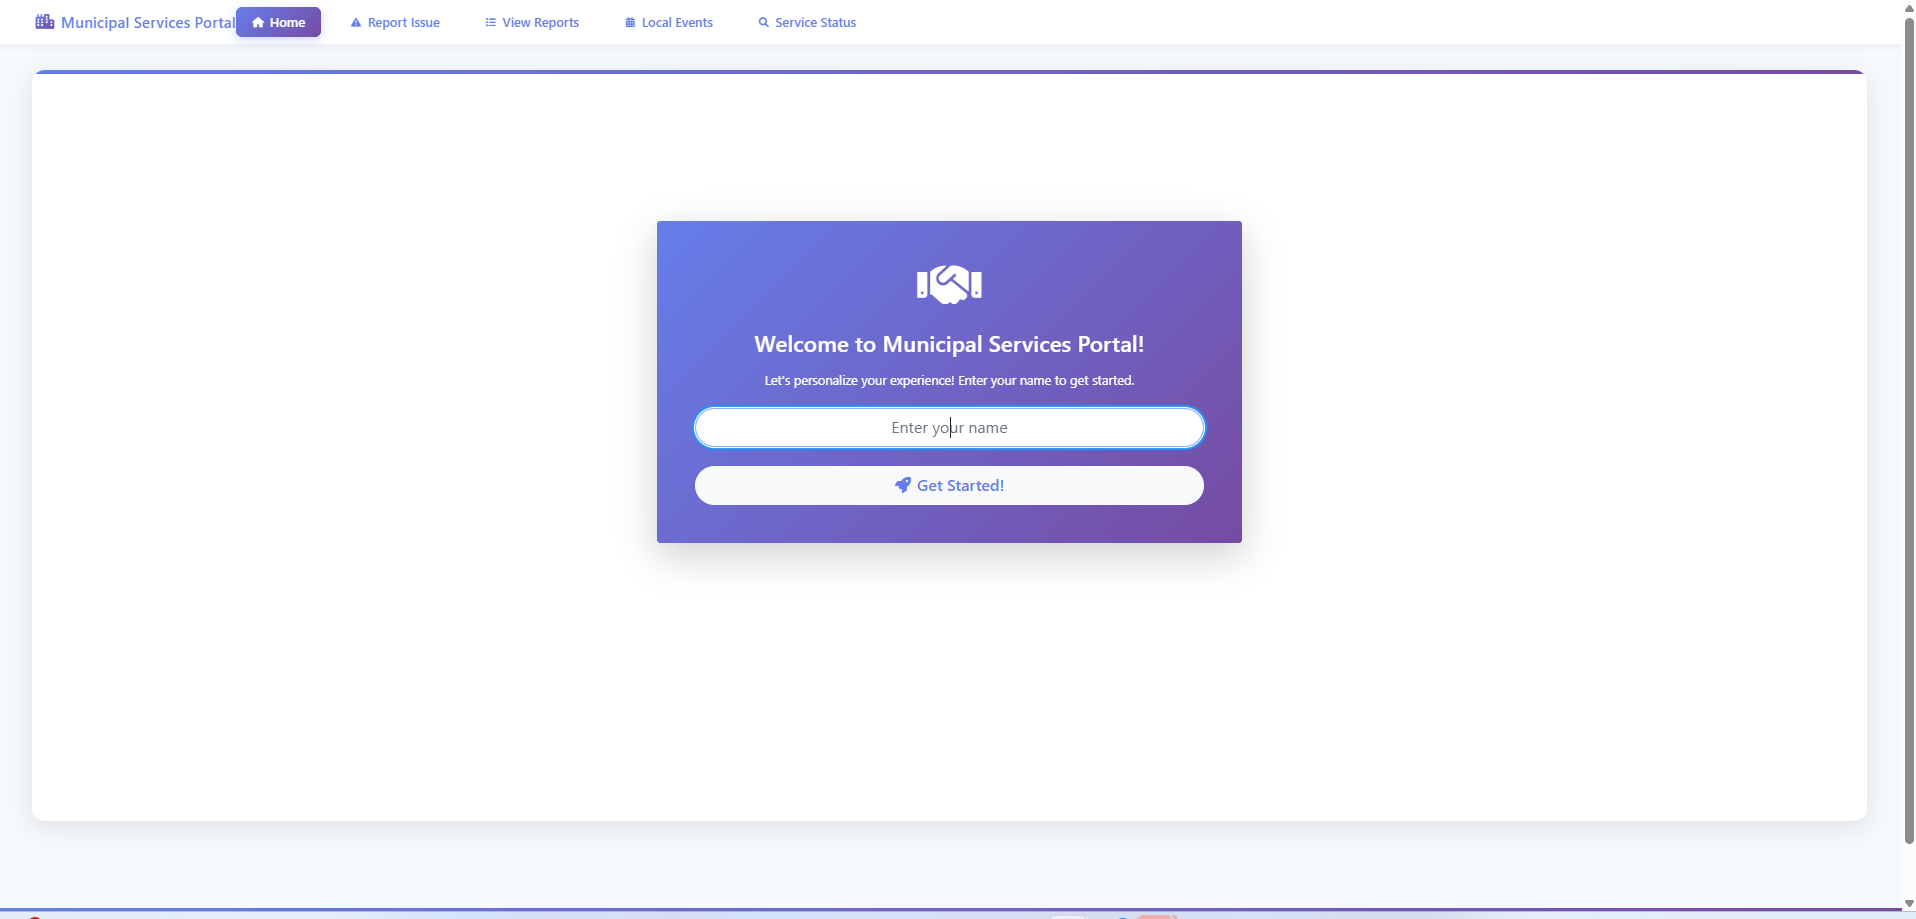 Municipal Services Portal
Home
Report Issue
View Reports
Local Events
Service Status
Welcome to Municipal Services Portal!
Let's personalize your experience! Enter your name to get started.
Enter your name
Get Started!